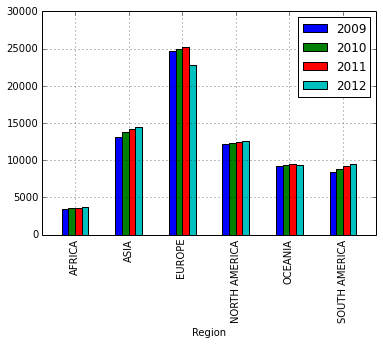 30000
25000
20000
15000
10000
5000
0
2009
2010
2011
2012
AFRICA
ASIA
EUROPE
NORTH AMERICA
OCEANIA
SOUTH AMERICA
Region